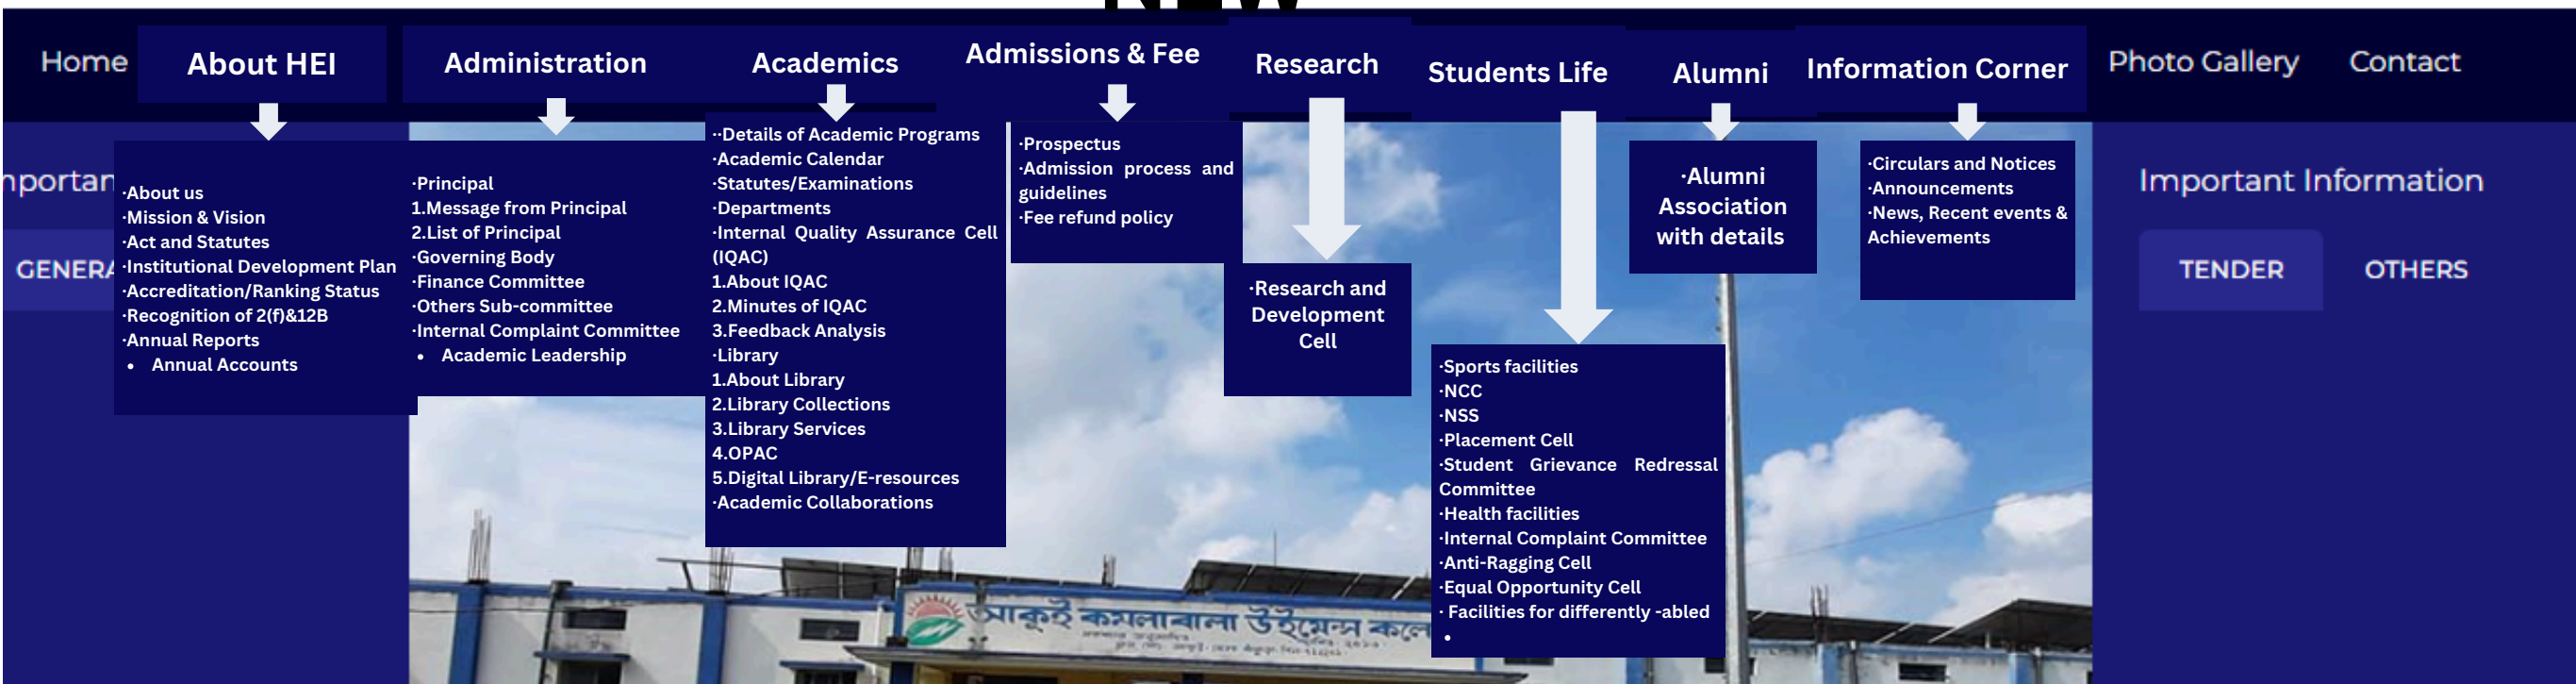 NEW
Home
About HEI
Administration
Academics
Admissions & Fee
Research
Students Life
Alumni
Information Corner
Photo Gallery
Contact
·About us
·Mission & Vision
·Act and Statutes
·Institutional Development Plan
·Accreditation/Ranking Status
·Recognition of 2(f)&12B
·Annual Reports
• Annual Accounts
·Principal
1.Message from Principal
2.List of Principal
·Governing Body
·Finance Committee
·Others Sub-committee
·Internal Complaint Committee
• Academic Leadership
··Details of Academic Programs
·Academic Calendar
·Statutes/Examinations
·Departments
·Internal Quality Assurance Cell
(IQAC)
1.About IQAC
2.Minutes of IQAC
3.Feedback Analysis
·Library
1.About Library
2.Library Collections
3.Library Services
4.OPAC
5.Digital Library/E-resources
·Academic Collaborations
·Prospectus
·Admission process and
guidelines
·Fee refund policy
·Research and
Development
Cell
·Sports facilities
·NCC
·NSS
·Placement Cell
·Student Grievance Redressal
Committee
·Health facilities
·Internal Complaint Committee
·Anti-Ragging Cell
·Equal Opportunity Cell
· Facilities for differently -abled
•
·Alumni
Association
with details
·Circulars and Notices
·Announcements
·News, Recent events &
Achievements
Important Information
TENDER
OTHERS
আকুই কমলাবালা উইমেন্স